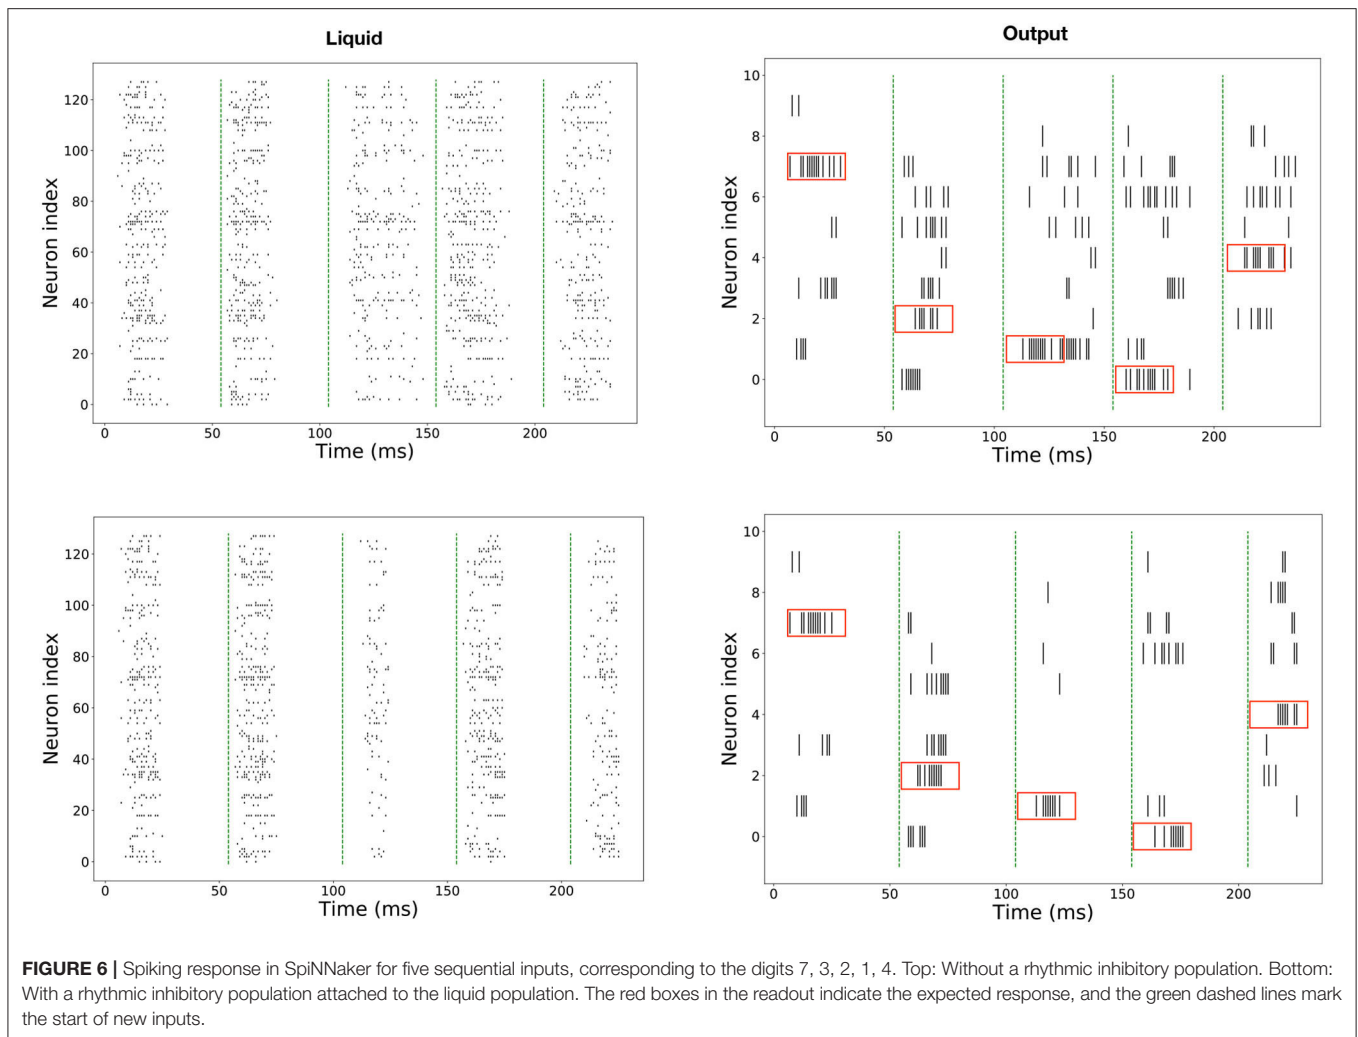 Liquid
Output
120
100
80
60
40
20
0
Neuron index
0 50 100 150 200
Time (ms)
10
8
6
4
2
0
Neuron index
0 50 100 150 200
Time (ms)
120
100
80
60
40
20
0
Neuron index
0 50 100 150 200
Time (ms)
10
8
6
4
2
0
Neuron index
0 50 100 150 200
Time (ms)
FIGURE 6 | Spiking response in SpiNNaker for five sequential inputs, corresponding to the digits 7, 3, 2, 1, 4. Top: Without a rhythmic inhibitory population. Bottom:
With a rhythmic inhibitory population attached to the liquid population. The red boxes in the readout indicate the expected response, and the green dashed lines mark
the start of new inputs.